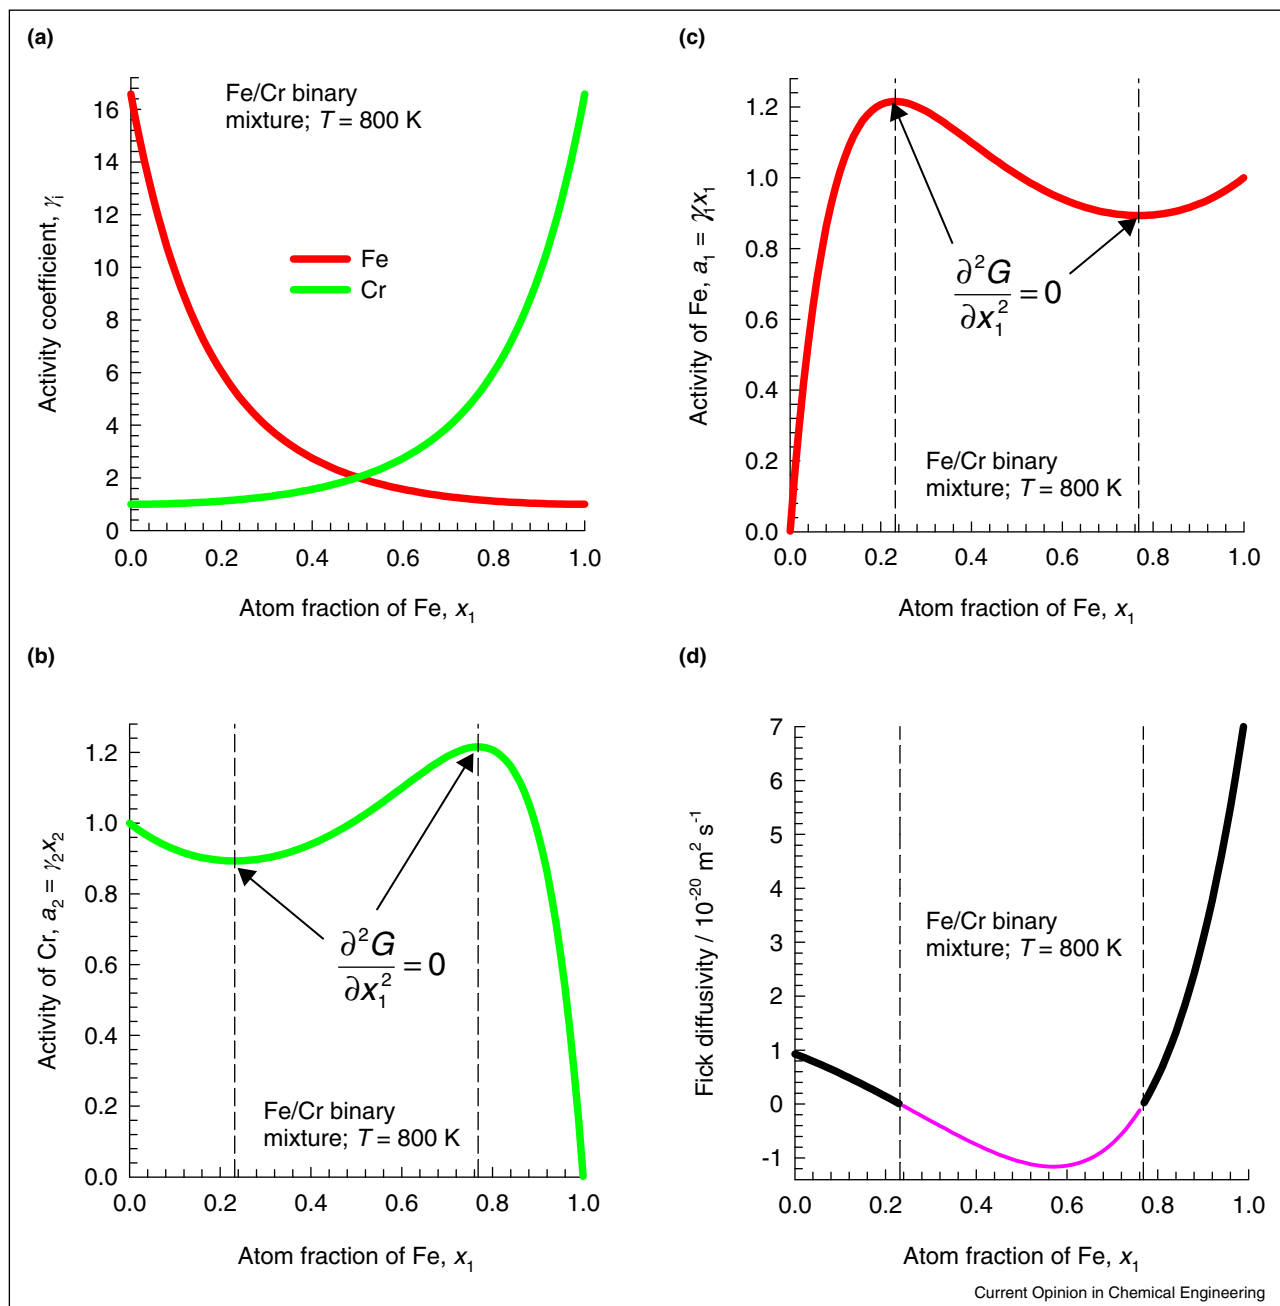 (a)
Fe/Cr binary
mixture; T = 800 K
Activity coefficient, γi
16
14
12
10
8
6
4
2
0
Fe
Cr
0.0 0.2 0.4 0.6 0.8 1.0
Atom fraction of Fe, x1
(c)
Activity of Fe, a1 = γ1x1
1.2
1.0
0.8
0.6
0.4
0.2
0.0
∂²G
∂x1² = 0
Fe/Cr binary
mixture; T = 800 K
0.0 0.2 0.4 0.6 0.8 1.0
Atom fraction of Fe, x1
(b)
Activity of Cr, a2 = γ2x2
1.2
1.0
0.8
0.6
0.4
0.2
0.0
∂²G
∂x1² = 0
Fe/Cr binary
mixture; T = 800 K
0.0 0.2 0.4 0.6 0.8 1.0
Atom fraction of Fe, x1
(d)
Fick diffusivity / 10⁻²⁰ m² s⁻¹
7
6
5
4
3
2
1
0
-1
Fe/Cr binary
mixture; T = 800 K
0.0 0.2 0.4 0.6 0.8 1.0
Atom fraction of Fe, x1
Current Opinion in Chemical Engineering